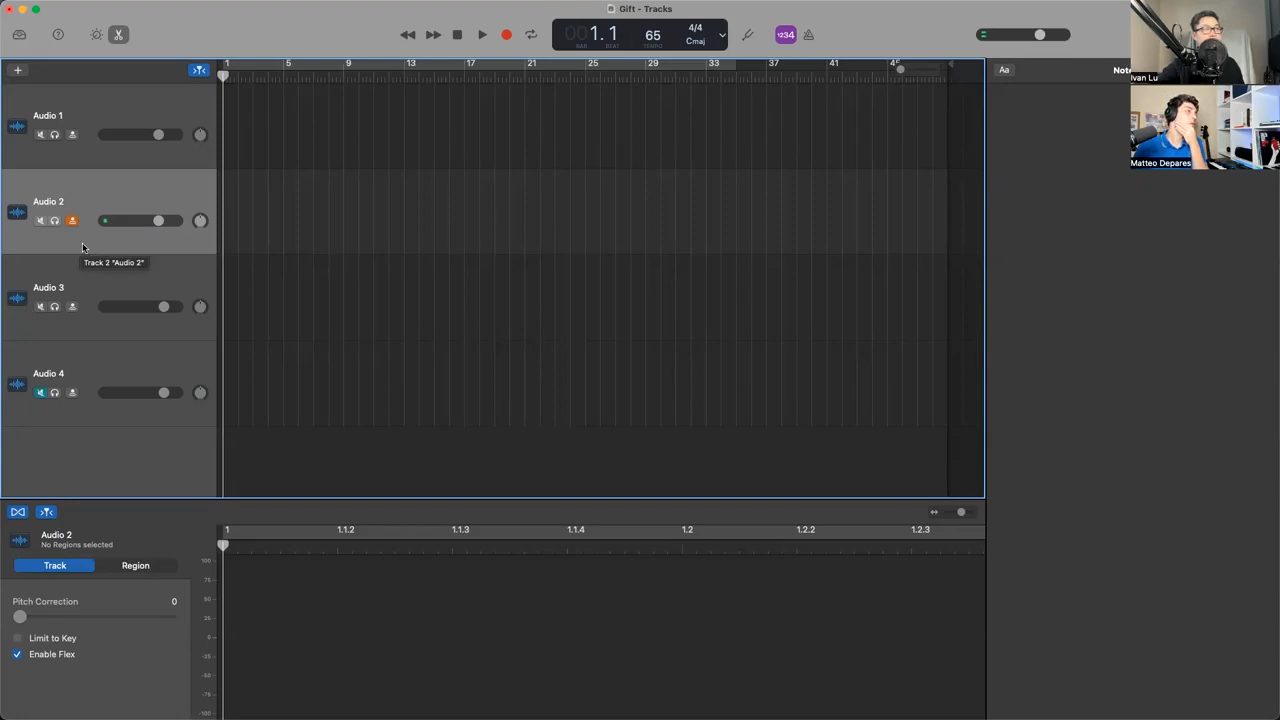 Gift - Tracks
001.1
BAR
BEAT
65
TEMPO
4/4
Cmaj
1234
Ivan Lu
Matteo Depares
1
5
9
13
17
21
25
29
33
37
41
Aa
Audio 1
Audio 2
Track 2 "Audio 2"
Audio 3
Audio 4
Audio 2
No Regions selected
Track
Region
Pitch Correction
0
Limit to Key
Enable Flex
1
1.1.2
1.1.3
1.1.4
1.2
1.2.2
1.2.3
100
75
50
25
0
-25
-50
-75
-100